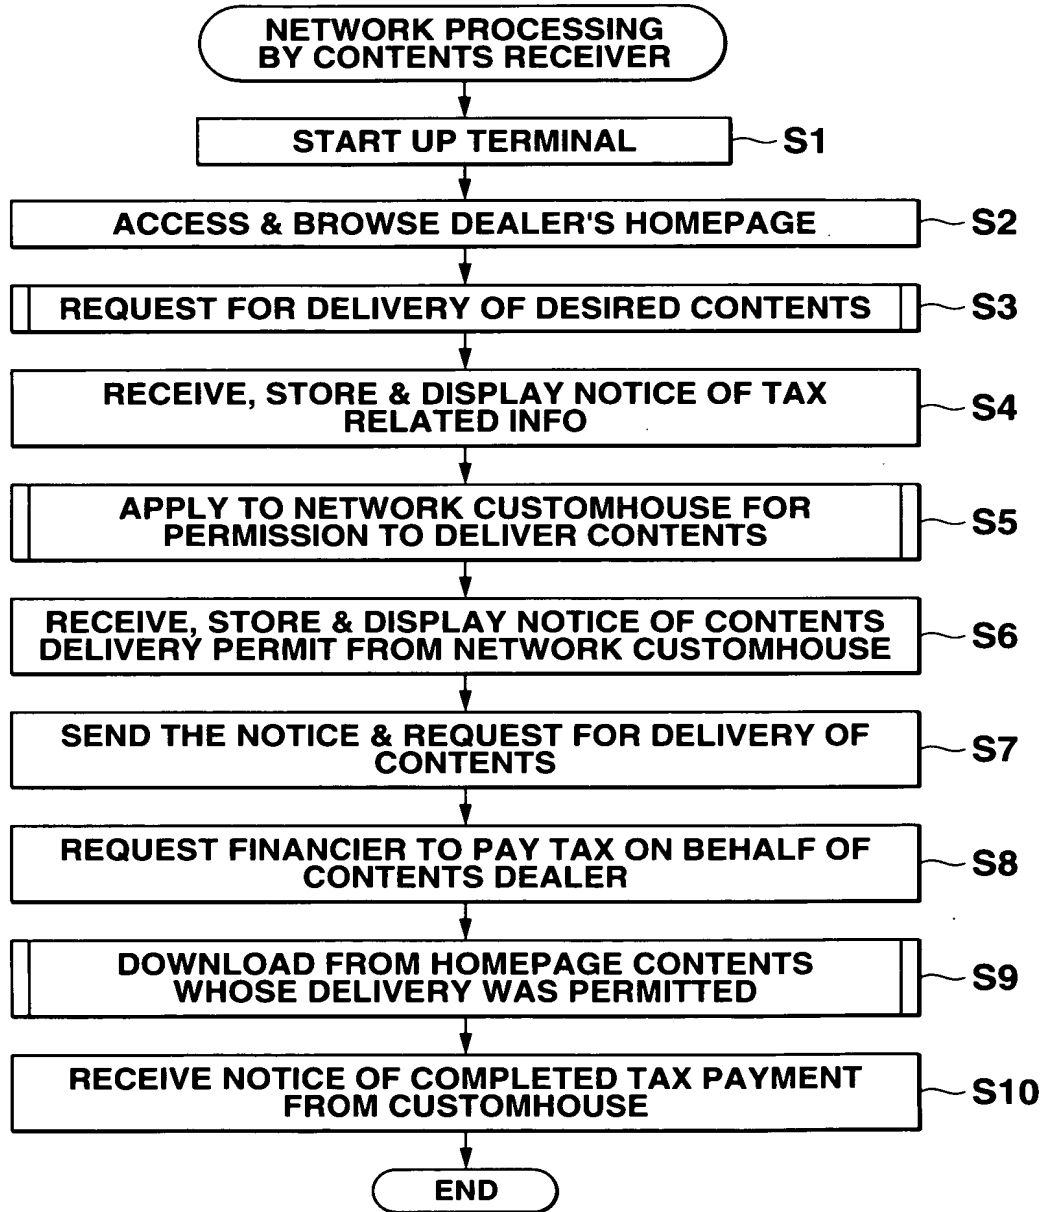 NETWORK PROCESSING
BY CONTENTS RECEIVER
START UP TERMINAL
S1
ACCESS & BROWSE DEALER'S HOMEPAGE
S2
REQUEST FOR DELIVERY OF DESIRED CONTENTS
S3
RECEIVE, STORE & DISPLAY NOTICE OF TAX
RELATED INFO
S4
APPLY TO NETWORK CUSTOMHOUSE FOR
PERMISSION TO DELIVER CONTENTS
S5
RECEIVE, STORE & DISPLAY NOTICE OF CONTENTS
DELIVERY PERMIT FROM NETWORK CUSTOMHOUSE
S6
SEND THE NOTICE & REQUEST FOR DELIVERY OF
CONTENTS
S7
REQUEST FINANCIER TO PAY TAX ON BEHALF OF
CONTENTS DEALER
S8
DOWNLOAD FROM HOMEPAGE CONTENTS
WHOSE DELIVERY WAS PERMITTED
S9
RECEIVE NOTICE OF COMPLETED TAX PAYMENT
FROM CUSTOMHOUSE
S10
END